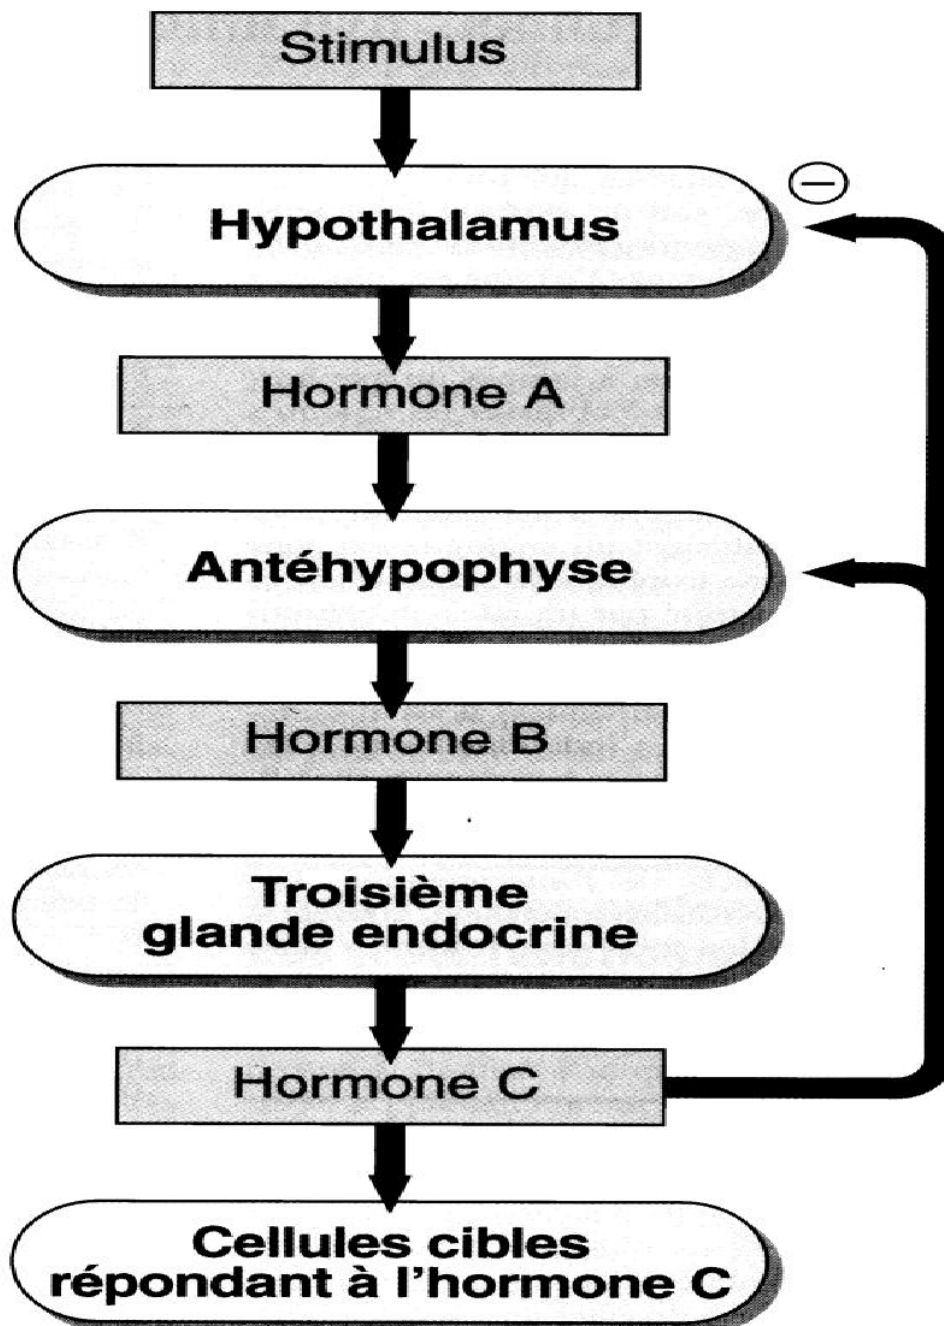 Stimulus
Hypothalamus
Hormone A
Antéhypophyse
Hormone B
Troisième
glande endocrine
Hormone C
Cellules cibles
répondant à l'hormone C